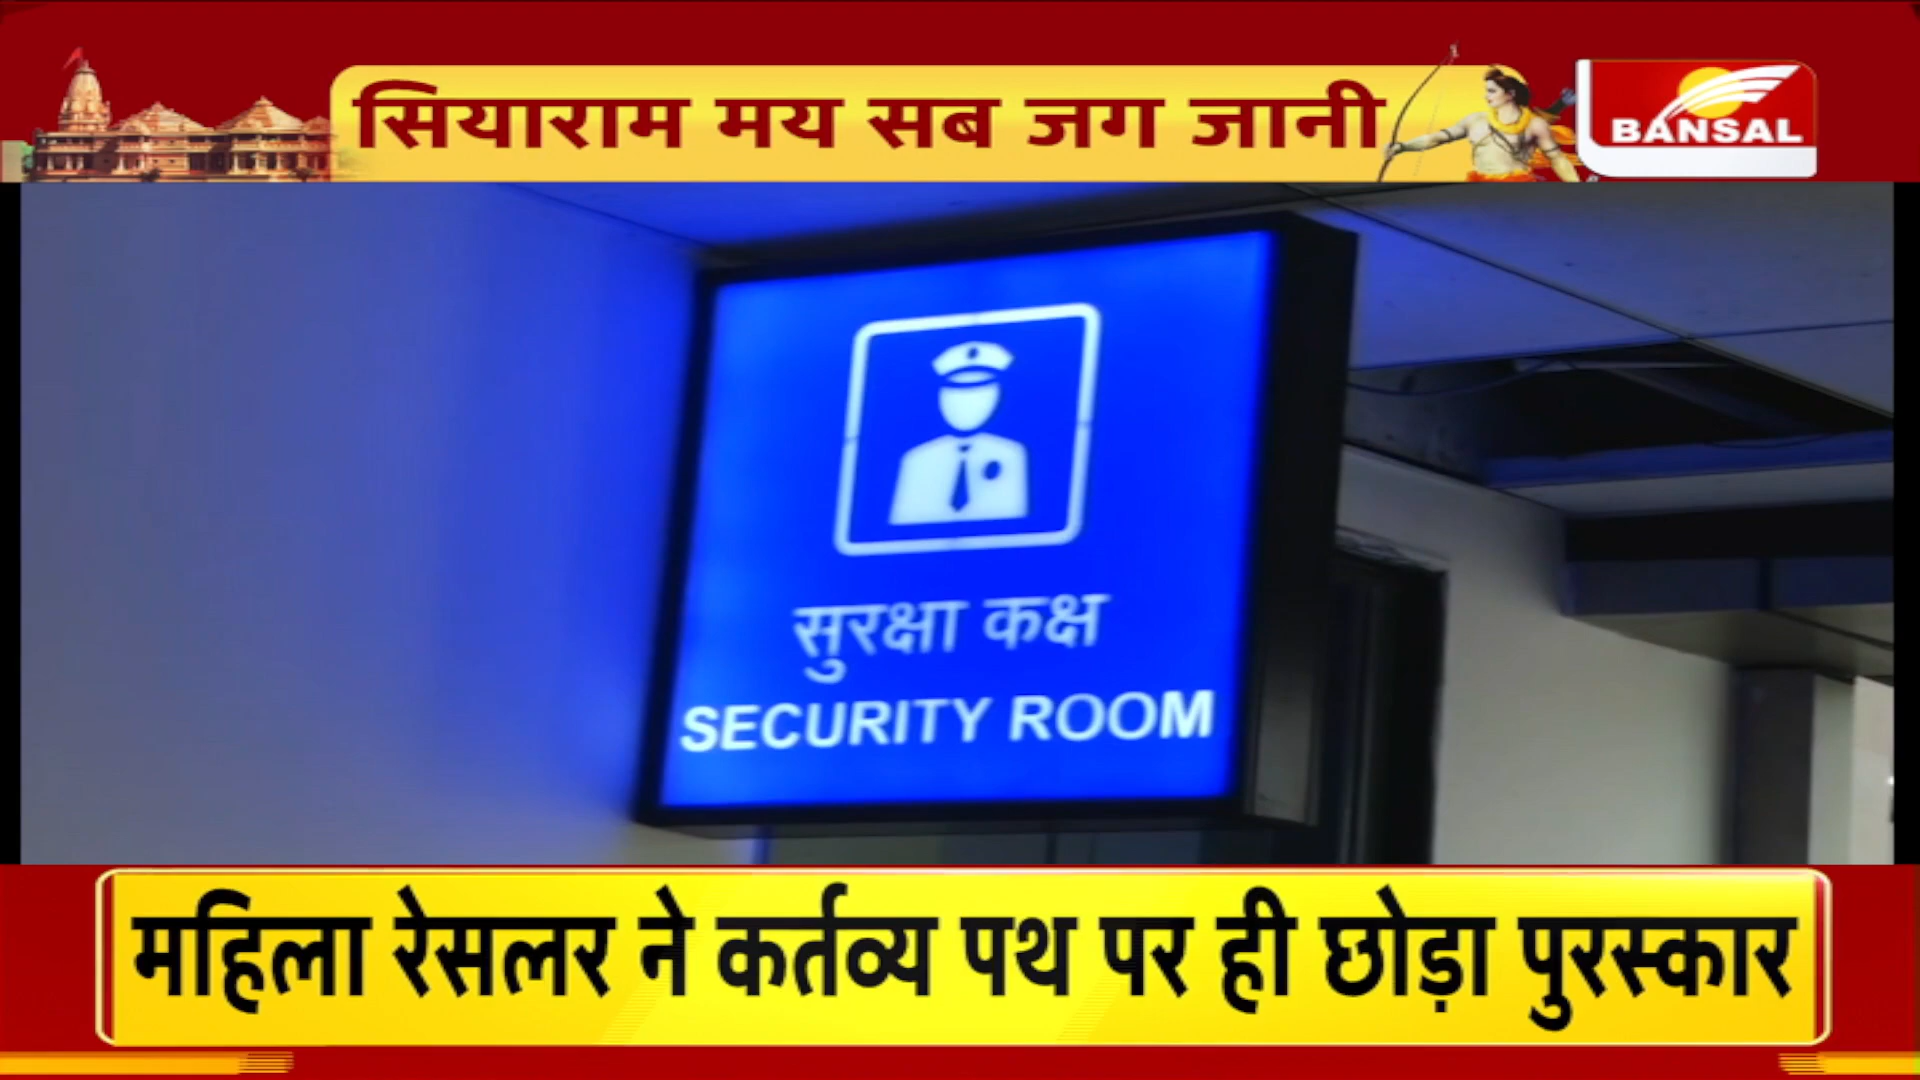 सियाराम मय सब जग जानी
BANSAL
सुरक्षा कक्ष
SECURITY ROOM
महिला रेसलर ने कर्तव्य पथ पर ही छोड़ा पुरस्कार